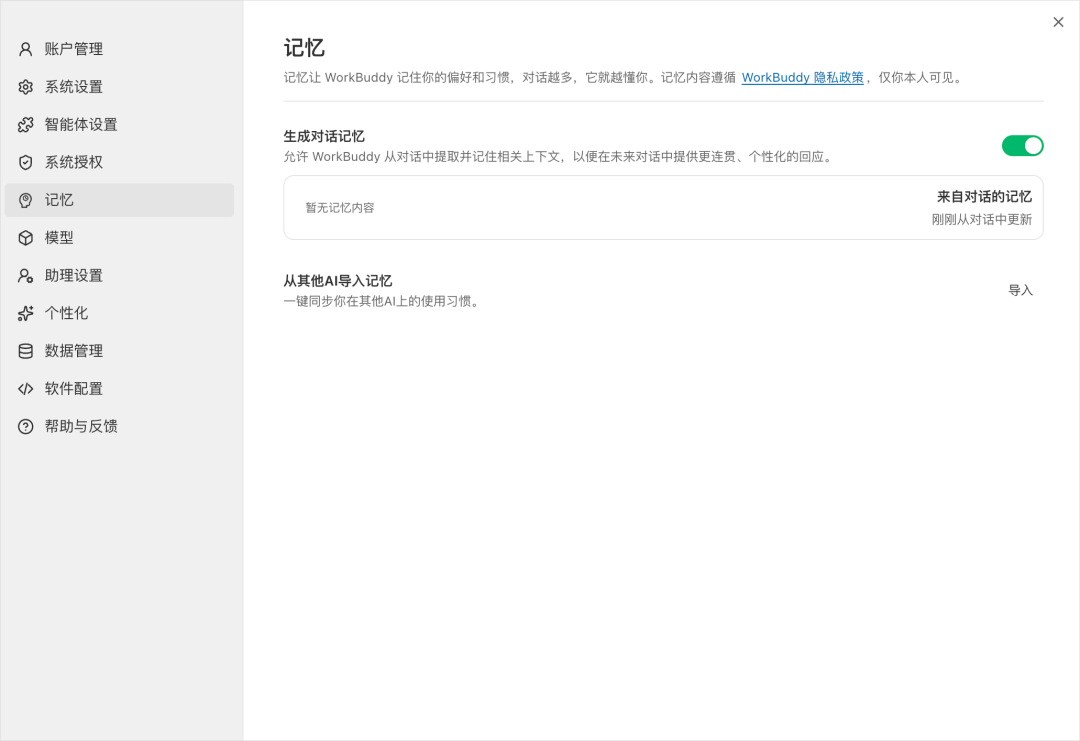 账户管理
系统设置
智能体设置
系统授权
记忆
模型
助理设置
个性化
数据管理
软件配置
帮助与反馈
记忆
记忆让 WorkBuddy 记住你的偏好和习惯，对话越多，它就越懂你。记忆内容遵循 WorkBuddy 隐私政策 ，仅你本人可见。
生成对话记忆
允许 WorkBuddy 从对话中提取并记住相关上下文，以便在未来对话中提供更连贯、个性化的回应。
暂无记忆内容
来自对话的记忆
刚刚从对话中更新
从其他AI导入记忆
一键同步你在其他AI上的使用习惯。
导入